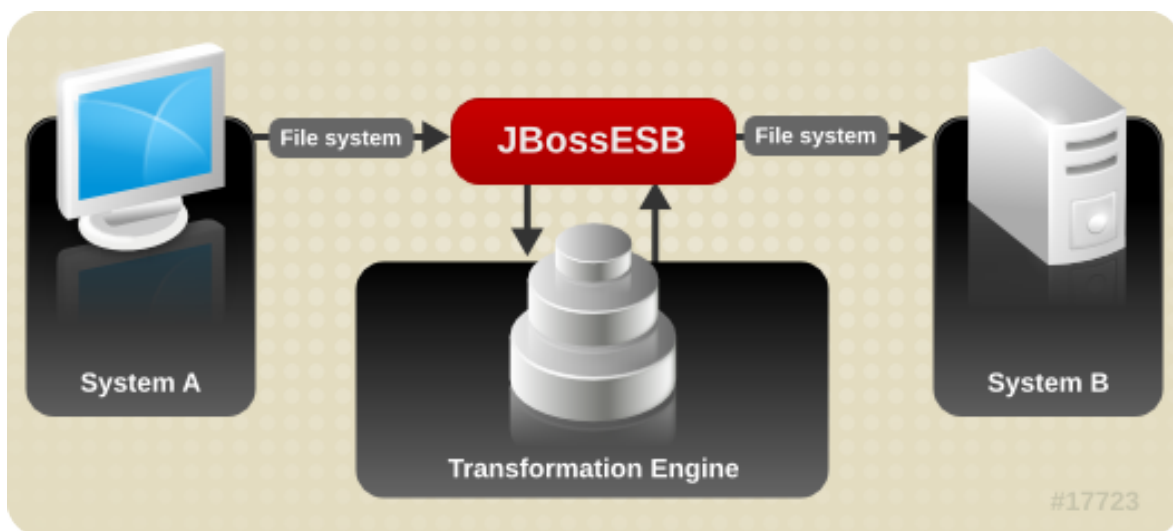 File system
JBossESB
File system
System A
System B
Transformation Engine
#17723